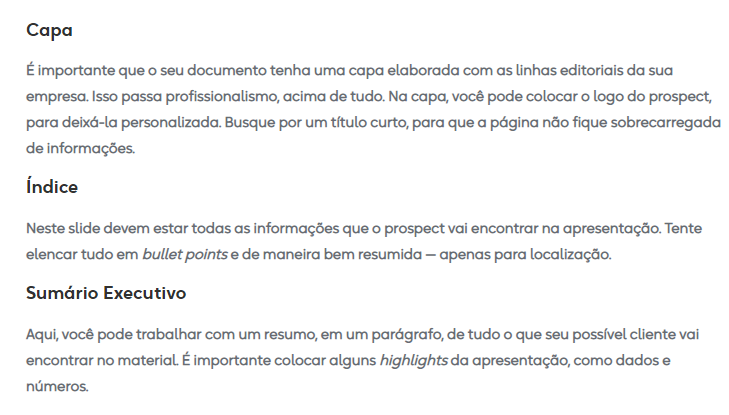 Capa
É importante que o seu documento tenha uma capa elaborada com as linhas editoriais da sua
empresa. Isso passa profissionalismo, acima de tudo. Na capa, você pode colocar o logo do prospect,
para deixá-la personalizada. Busque por um título curto, para que a página não fique sobrecarregada
de informações.
Índice
Neste slide devem estar todas as informações que o prospect vai encontrar na apresentação. Tente
elencar tudo em bullet points e de maneira bem resumida — apenas para localização.
Sumário Executivo
Aqui, você pode trabalhar com um resumo, em um parágrafo, de tudo o que seu possível cliente vai
encontrar no material. É importante colocar alguns highlights da apresentação, como dados e
números.